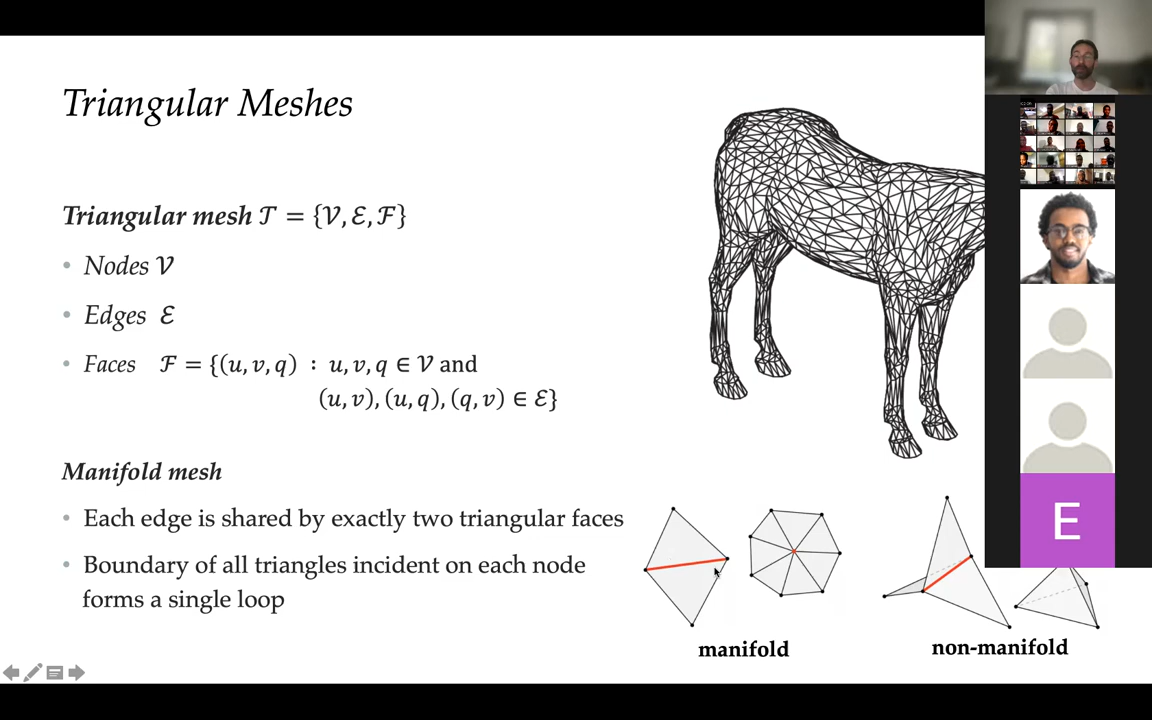 Triangular Meshes
Triangular mesh 𝒯 = {𝒱, ℰ, ℱ}
• Nodes 𝒱
• Edges ℰ
• Faces ℱ = {(u, v, q) : u, v, q ∈ 𝒱 and
(u, v), (u, q), (q, v) ∈ ℰ}
Manifold mesh
• Each edge is shared by exactly two triangular faces
• Boundary of all triangles incident on each node
forms a single loop
manifold
non-manifold
E